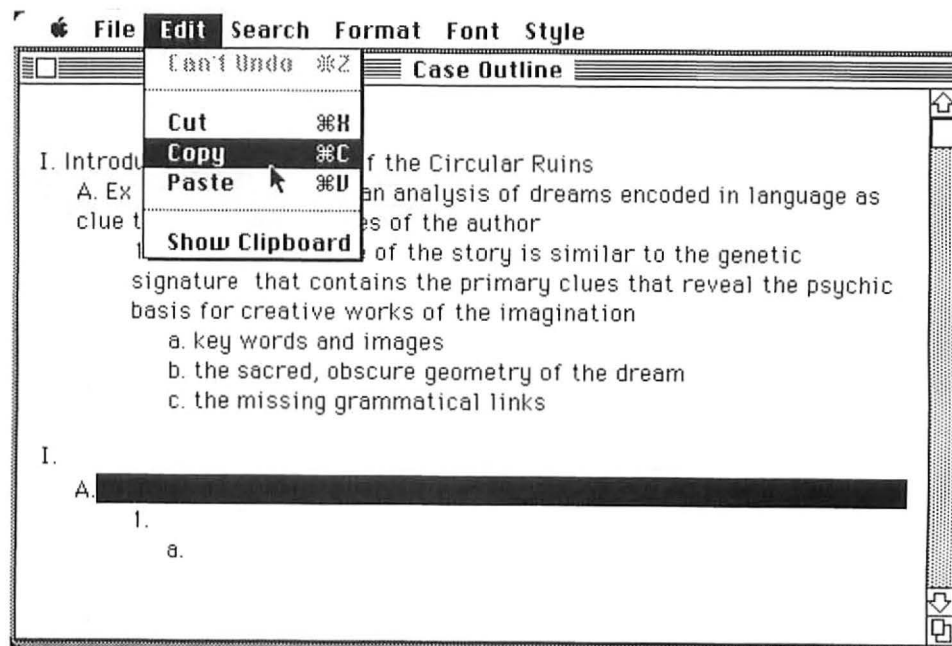 File Edit Search Format Font Style
Can't Undo ⌘Z
Case Outline
Cut ⌘X
Copy ⌘C
Paste ⌘V
Show Clipboard
I. Introdu f the Circular Ruins
A. Ex an analysis of dreams encoded in language as
clue t es of the author
of the story is similar to the genetic
signature that contains the primary clues that reveal the psychic
basis for creative works of the imagination
a. key words and images
b. the sacred, obscure geometry of the dream
c. the missing grammatical links
I.
A.
1.
a.